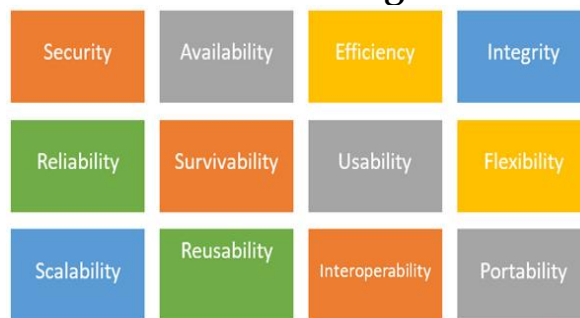 Security
Availability
Efficiency
Integrity
Reliability
Survivability
Usability
Flexibility
Scalability
Reusability
Interoperability
Portability